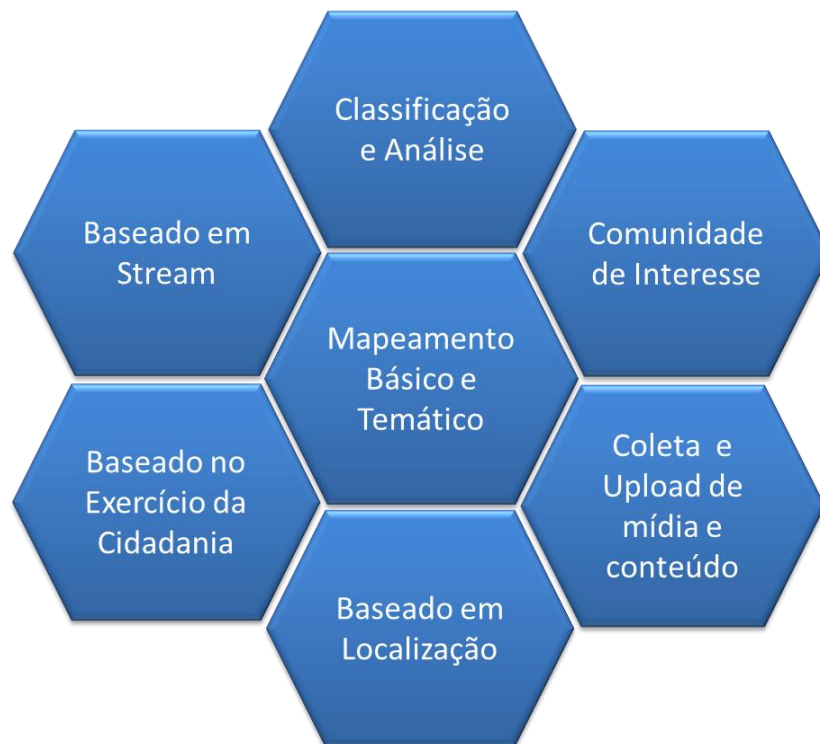 Classificação
e Análise
Baseado em
Stream
Comunidade
de Interesse
Mapeamento
Básico e
Temático
Baseado no
Exercício da
Cidadania
Coleta e
Upload de
mídia e
conteúdo
Baseado em
Localização